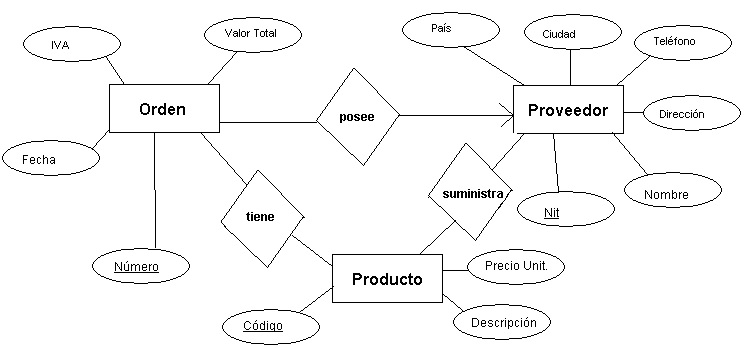 País
Ciudad
IVA
Valor Total
Teléfono
Orden
posee
Proveedor
Dirección
Fecha
suministra
Nombre
tiene
Nit
Número
Producto
Precio Unit.
Código
Descripción